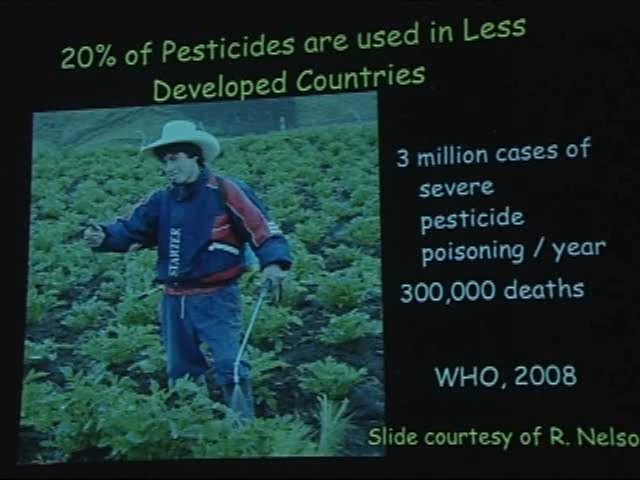 20% of Pesticides are used in Less
Developed Countries
3 million cases of
severe
pesticide
poisoning / year
300,000 deaths
WHO, 2008
Slide courtesy of R. Nelso
STARTER